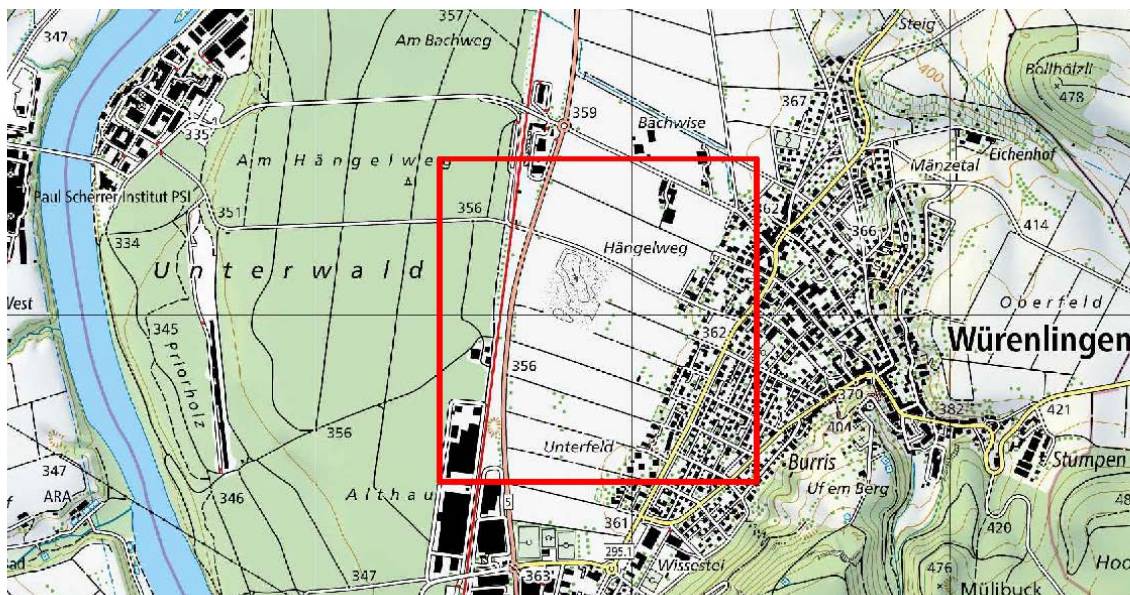 Steig
357
347
Am Bachweg
400
Bollhölzli
478
367
359
Bachwise
335
Eichenhof
Am Hängelweg
Mänzetal
Paul Scherrer Institut PSI
351
356
414
366
334
Hängelweg
Unterwald
Oberfeld
345
362
Würenlingen
Priorholz
356
370
382
421
356
404
Unterfeld
Burris
Stumpen
347
346
ARA
Althau
Uf em Berg
5
361
420
295.1
347
363
Wissestei
476
Mülibuck